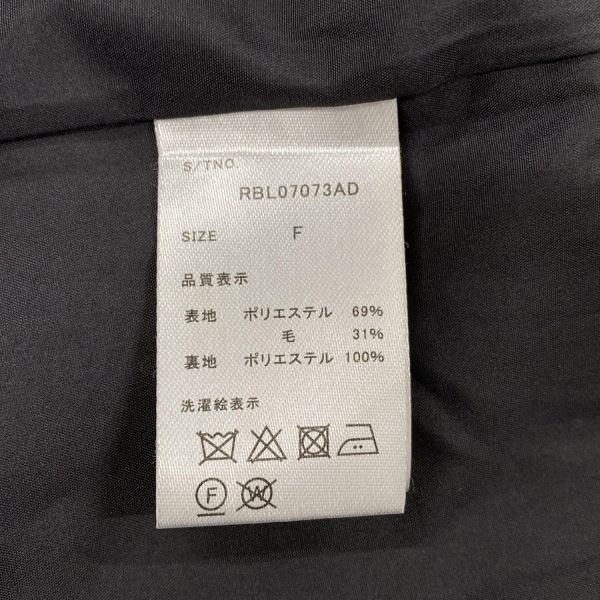 S/TNO.
RBL07073AD
SIZE F
品質表示
表地 ポリエステル 69%
毛 31%
裏地 ポリエステル 100%
洗濯絵表示
F W